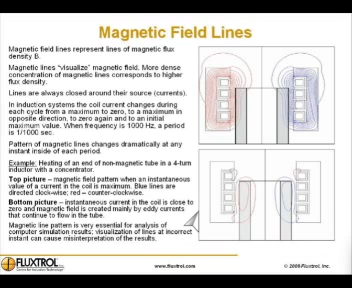 Magnetic Field Lines
Magnetic field lines represent lines of magnetic flux
density B.
Magnetic lines "visualize" magnetic field. More dense
concentration of magnetic lines corresponds to higher
flux density.
Lines are always closed around their source (currents).
In induction systems the coil current changes during
each cycle from a maximum to zero, to a maximum in
opposite direction, to zero again and to an initial
maximum value. When frequency is 1000 Hz, a period
is 1/1000 sec.
Pattern of magnetic lines changes dramatically at any
instant inside of each period.
Example: Heating of an end of non-magnetic tube in a 4-turn
inductor with a concentrator.
Top picture – magnetic field pattern when an instantaneous
value of a current in the coil is maximum. Blue lines are
directed clock-wise; red – counter-clockwise.
Bottom picture – instantaneous current in the coil is close to
Zero and magnetic field is created mainly by eddy currents
that continue to flow in the tube.
Magnetic line pattern is very essential for analysis of
computer simulation results; visualization of lines at incorrect
instant can cause misinterpretation of the results.
FLUXTROL
www.fluxtrol.com
Fluxtrol, Inc.